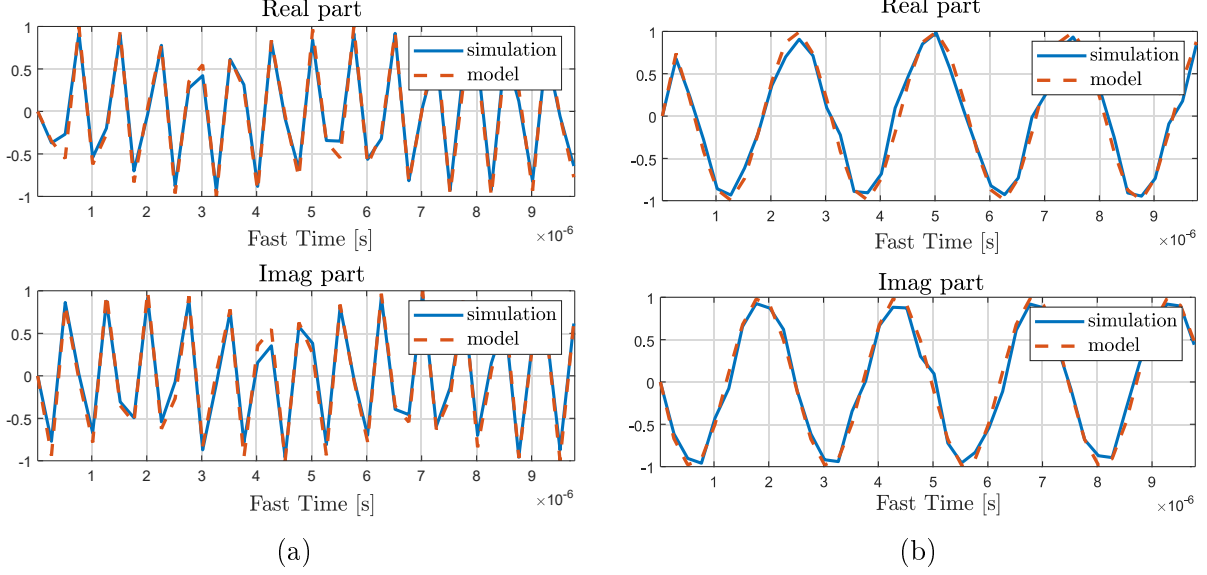 Real part
1
0.5
0
-0.5
-1
simulation
model
1 2 3 4 5 6 7 8 9
Fast Time [s]
×10-6
Imag part
1
0.5
0
-0.5
-1
simulation
model
1 2 3 4 5 6 7 8 9
Fast Time [s]
×10-6
(a)
Real part
1
0.5
0
-0.5
-1
simulation
model
1 2 3 4 5 6 7 8 9
Fast Time [s]
×10-6
Imag part
1
0.5
0
-0.5
-1
simulation
model
1 2 3 4 5 6 7 8 9
Fast Time [s]
×10-6
(b)